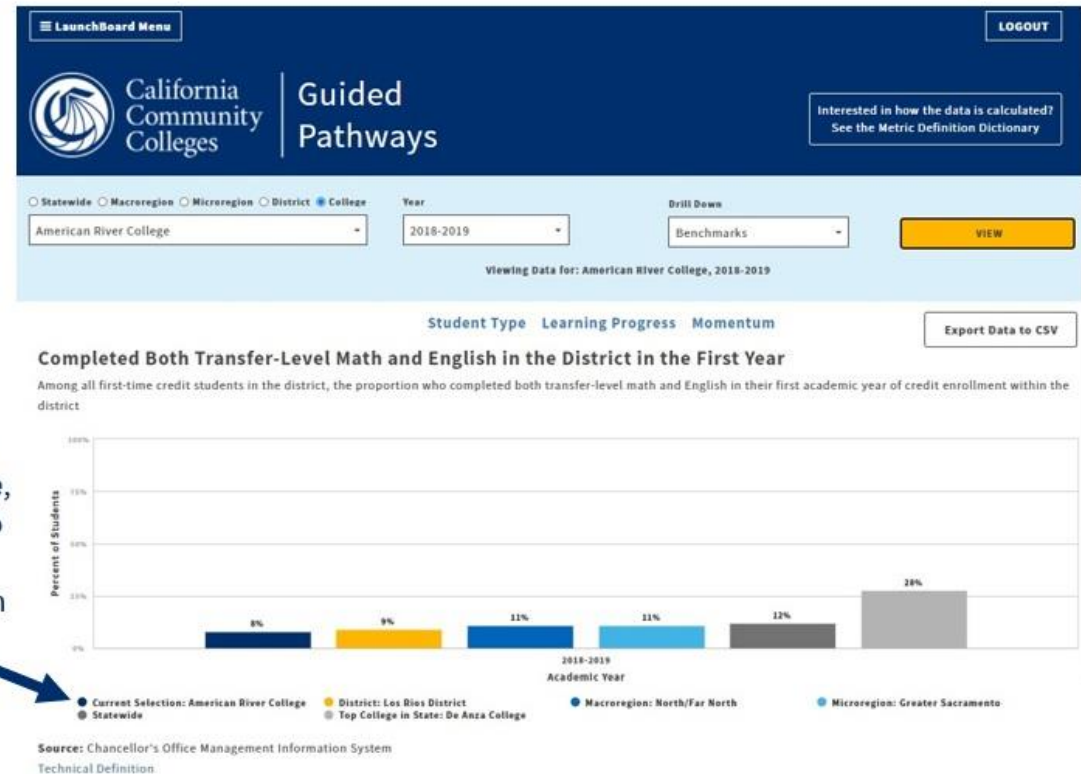 ☰ LaunchBoard Menu
LOGOUT
California
Community
Colleges
Guided
Pathways
Interested in how the data is calculated?
See the Metric Definition Dictionary
Statewide Macroregion Microregion District College
Year
Drill Down
American River College
2018-2019
Benchmarks
VIEW
Viewing Data for: American River College, 2018-2019
Student Type Learning Progress Momentum
Export Data to CSV
Completed Both Transfer-Level Math and English in the District in the First Year
Among all first-time credit students in the district, the proportion who completed both transfer-level math and English in their first academic year of credit enrollment within the
district
100%
75%
50%
25%
0%
Percent of Students
8%
9%
11%
11%
12%
28%
2018-2019
Academic Year
Current Selection: American River College District: Los Rios District Macroregion: North/Far North Microregion: Greater Sacramento
Statewide Top College in State: De Anza College
Source: Chancellor's Office Management Information System
Technical Definition